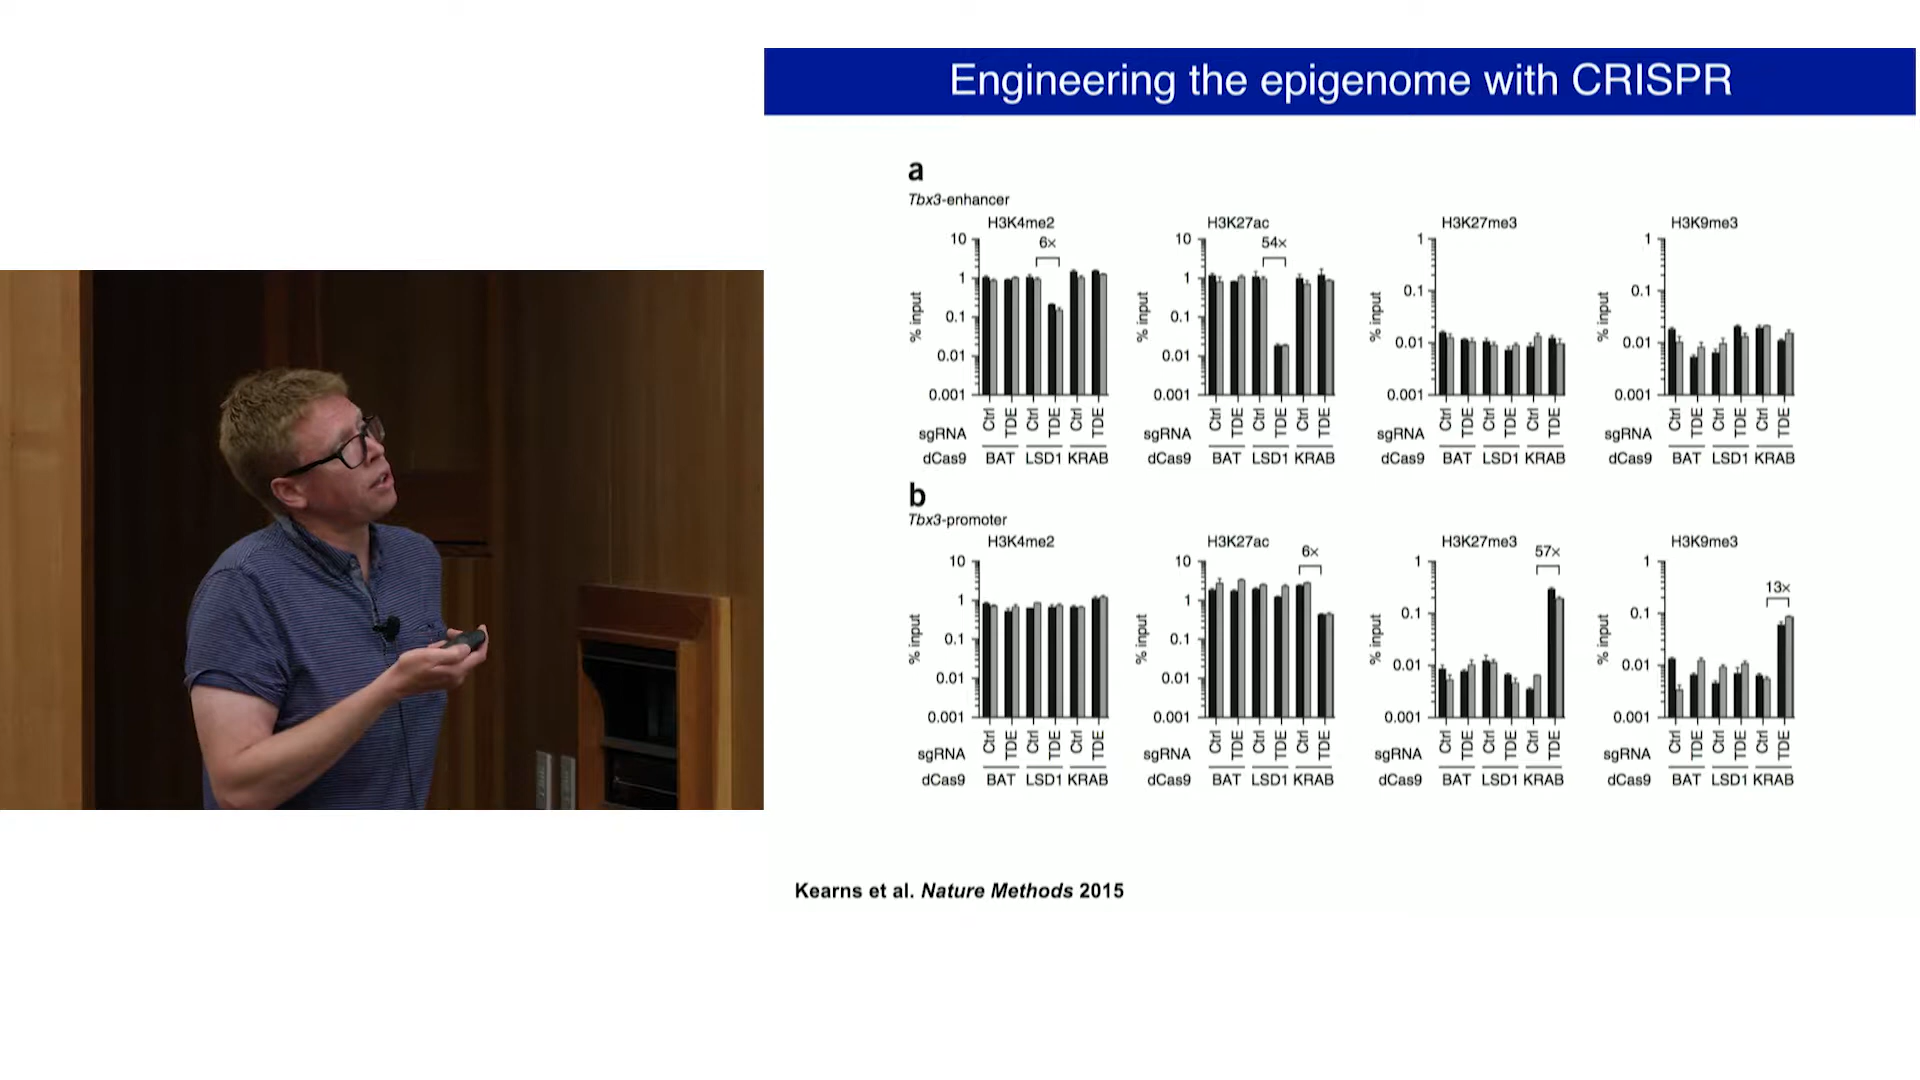 Engineering the epigenome with CRISPR
a
Tbx3-enhancer
H3K4me2
6×
10
1
0.1
0.01
0.001
% input
Ctrl TDE Ctrl TDE Ctrl TDE
sgRNA
dCas9 BAT LSD1 KRAB
H3K27ac
54×
10
1
0.1
0.01
0.001
% input
Ctrl TDE Ctrl TDE Ctrl TDE
sgRNA
dCas9 BAT LSD1 KRAB
H3K27me3
1
0.1
0.01
0.001
% input
Ctrl TDE Ctrl TDE Ctrl TDE
sgRNA
dCas9 BAT LSD1 KRAB
H3K9me3
1
0.1
0.01
0.001
% input
Ctrl TDE Ctrl TDE Ctrl TDE
sgRNA
dCas9 BAT LSD1 KRAB
b
Tbx3-promoter
H3K4me2
10
1
0.1
0.01
0.001
% input
Ctrl TDE Ctrl TDE Ctrl TDE
sgRNA
dCas9 BAT LSD1 KRAB
H3K27ac
6×
10
1
0.1
0.01
0.001
% input
Ctrl TDE Ctrl TDE Ctrl TDE
sgRNA
dCas9 BAT LSD1 KRAB
H3K27me3
57×
1
0.1
0.01
0.001
% input
Ctrl TDE Ctrl TDE Ctrl TDE
sgRNA
dCas9 BAT LSD1 KRAB
H3K9me3
13×
1
0.1
0.01
0.001
% input
Ctrl TDE Ctrl TDE Ctrl TDE
sgRNA
dCas9 BAT LSD1 KRAB
Kearns et al. Nature Methods 2015